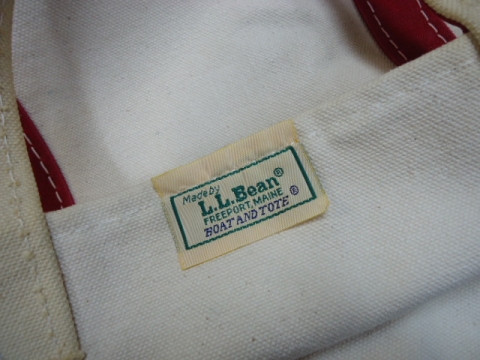 Made by
L.L.Bean®
FREEPORT, MAINE
BOAT AND TOTE®